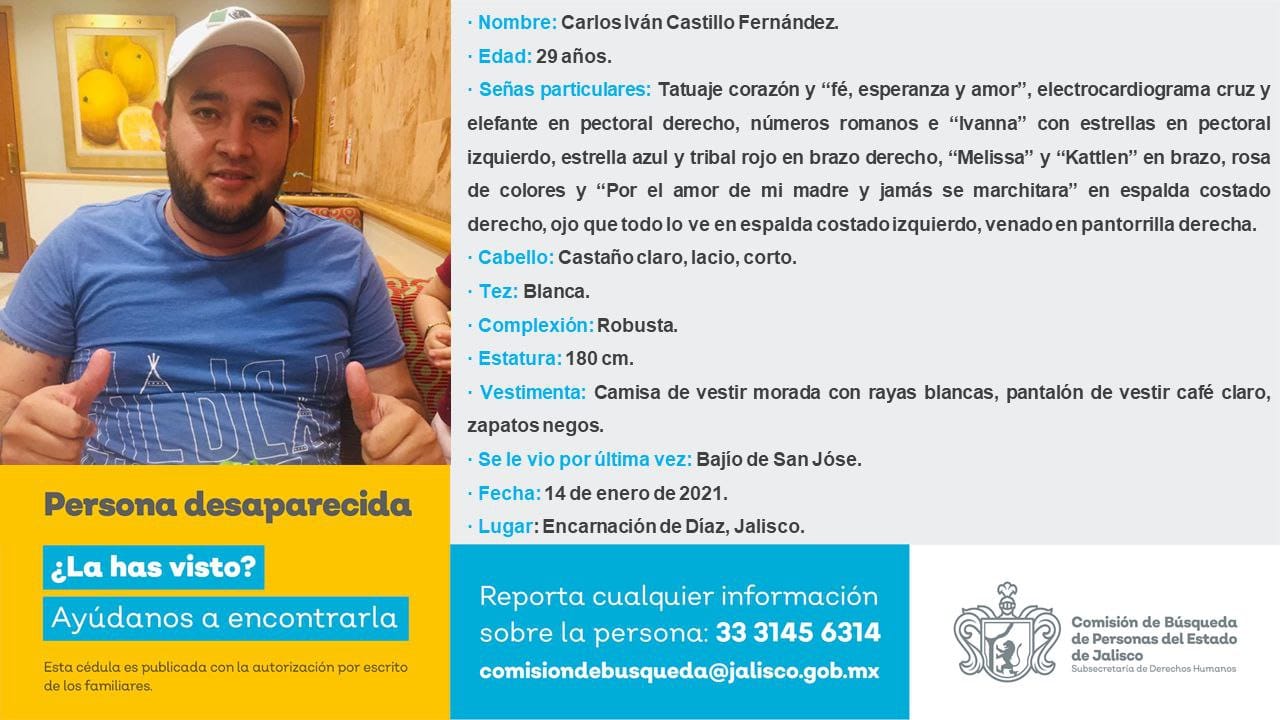 · Nombre: Carlos Iván Castillo Fernández.
· Edad: 29 años.
· Señas particulares: Tatuaje corazón y “fé, esperanza y amor”, electrocardiograma cruz y
elefante en pectoral derecho, números romanos e “Ivanna” con estrellas en pectoral
izquierdo, estrella azul y tribal rojo en brazo derecho, “Melissa” y “Kattlen” en brazo, rosa
de colores y “Por el amor de mi madre y jamás se marchitara” en espalda costado
derecho, ojo que todo lo ve en espalda costado izquierdo, venado en pantorrilla derecha.
· Cabello: Castaño claro, lacio, corto.
· Tez: Blanca.
· Complexión: Robusta.
· Estatura: 180 cm.
· Vestimenta: Camisa de vestir morada con rayas blancas, pantalón de vestir café claro,
zapatos negos.
· Se le vio por última vez: Bajío de San Jóse.
· Fecha: 14 de enero de 2021.
· Lugar: Encarnación de Díaz, Jalisco.
Persona desaparecida
¿La has visto?
Ayúdanos a encontrarla
Esta cédula es publicada con la autorización por escrito
de los familiares.
Reporta cualquier información
sobre la persona: 33 3145 6314
comisiondebusqueda@jalisco.gob.mx
Comisión de Búsqueda
de Personas del Estado
de Jalisco
Subsecretaría de Derechos Humanos